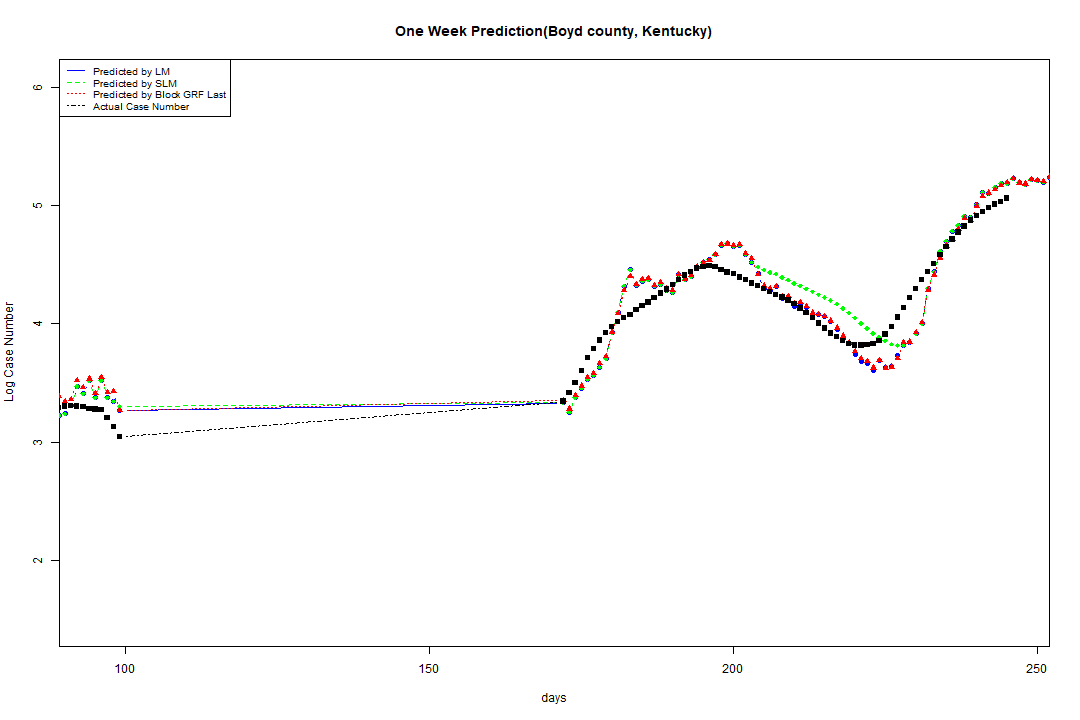 One Week Prediction(Boyd county, Kentucky)
Predicted by LM
Predicted by SLM
Predicted by Block GRF Last
Actual Case Number
6
5
4
3
2
Log Case Number
100
150
200
250
days